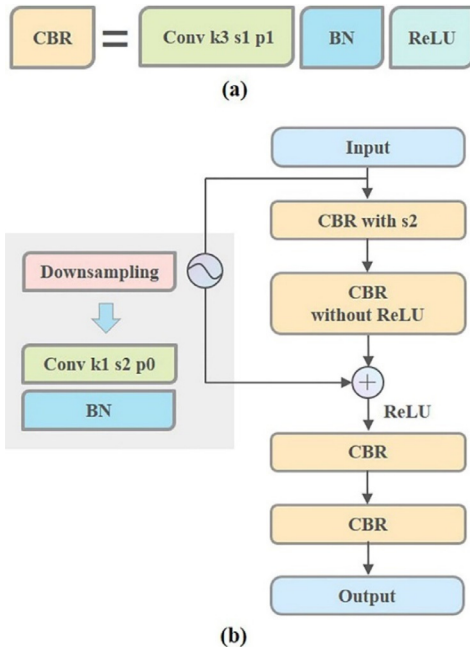 CBR = Conv k3 s1 p1 BN ReLU
(a)
Input
CBR with s2
Downsampling
CBR
without ReLU
Conv k1 s2 p0
BN
+
ReLU
CBR
CBR
Output
(b)